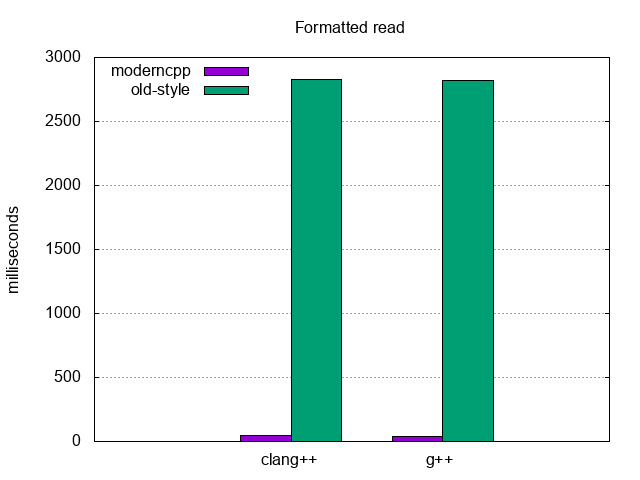 Formatted read
moderncpp
old-style
3000
2500
2000
1500
1000
500
0
milliseconds
clang++ g++